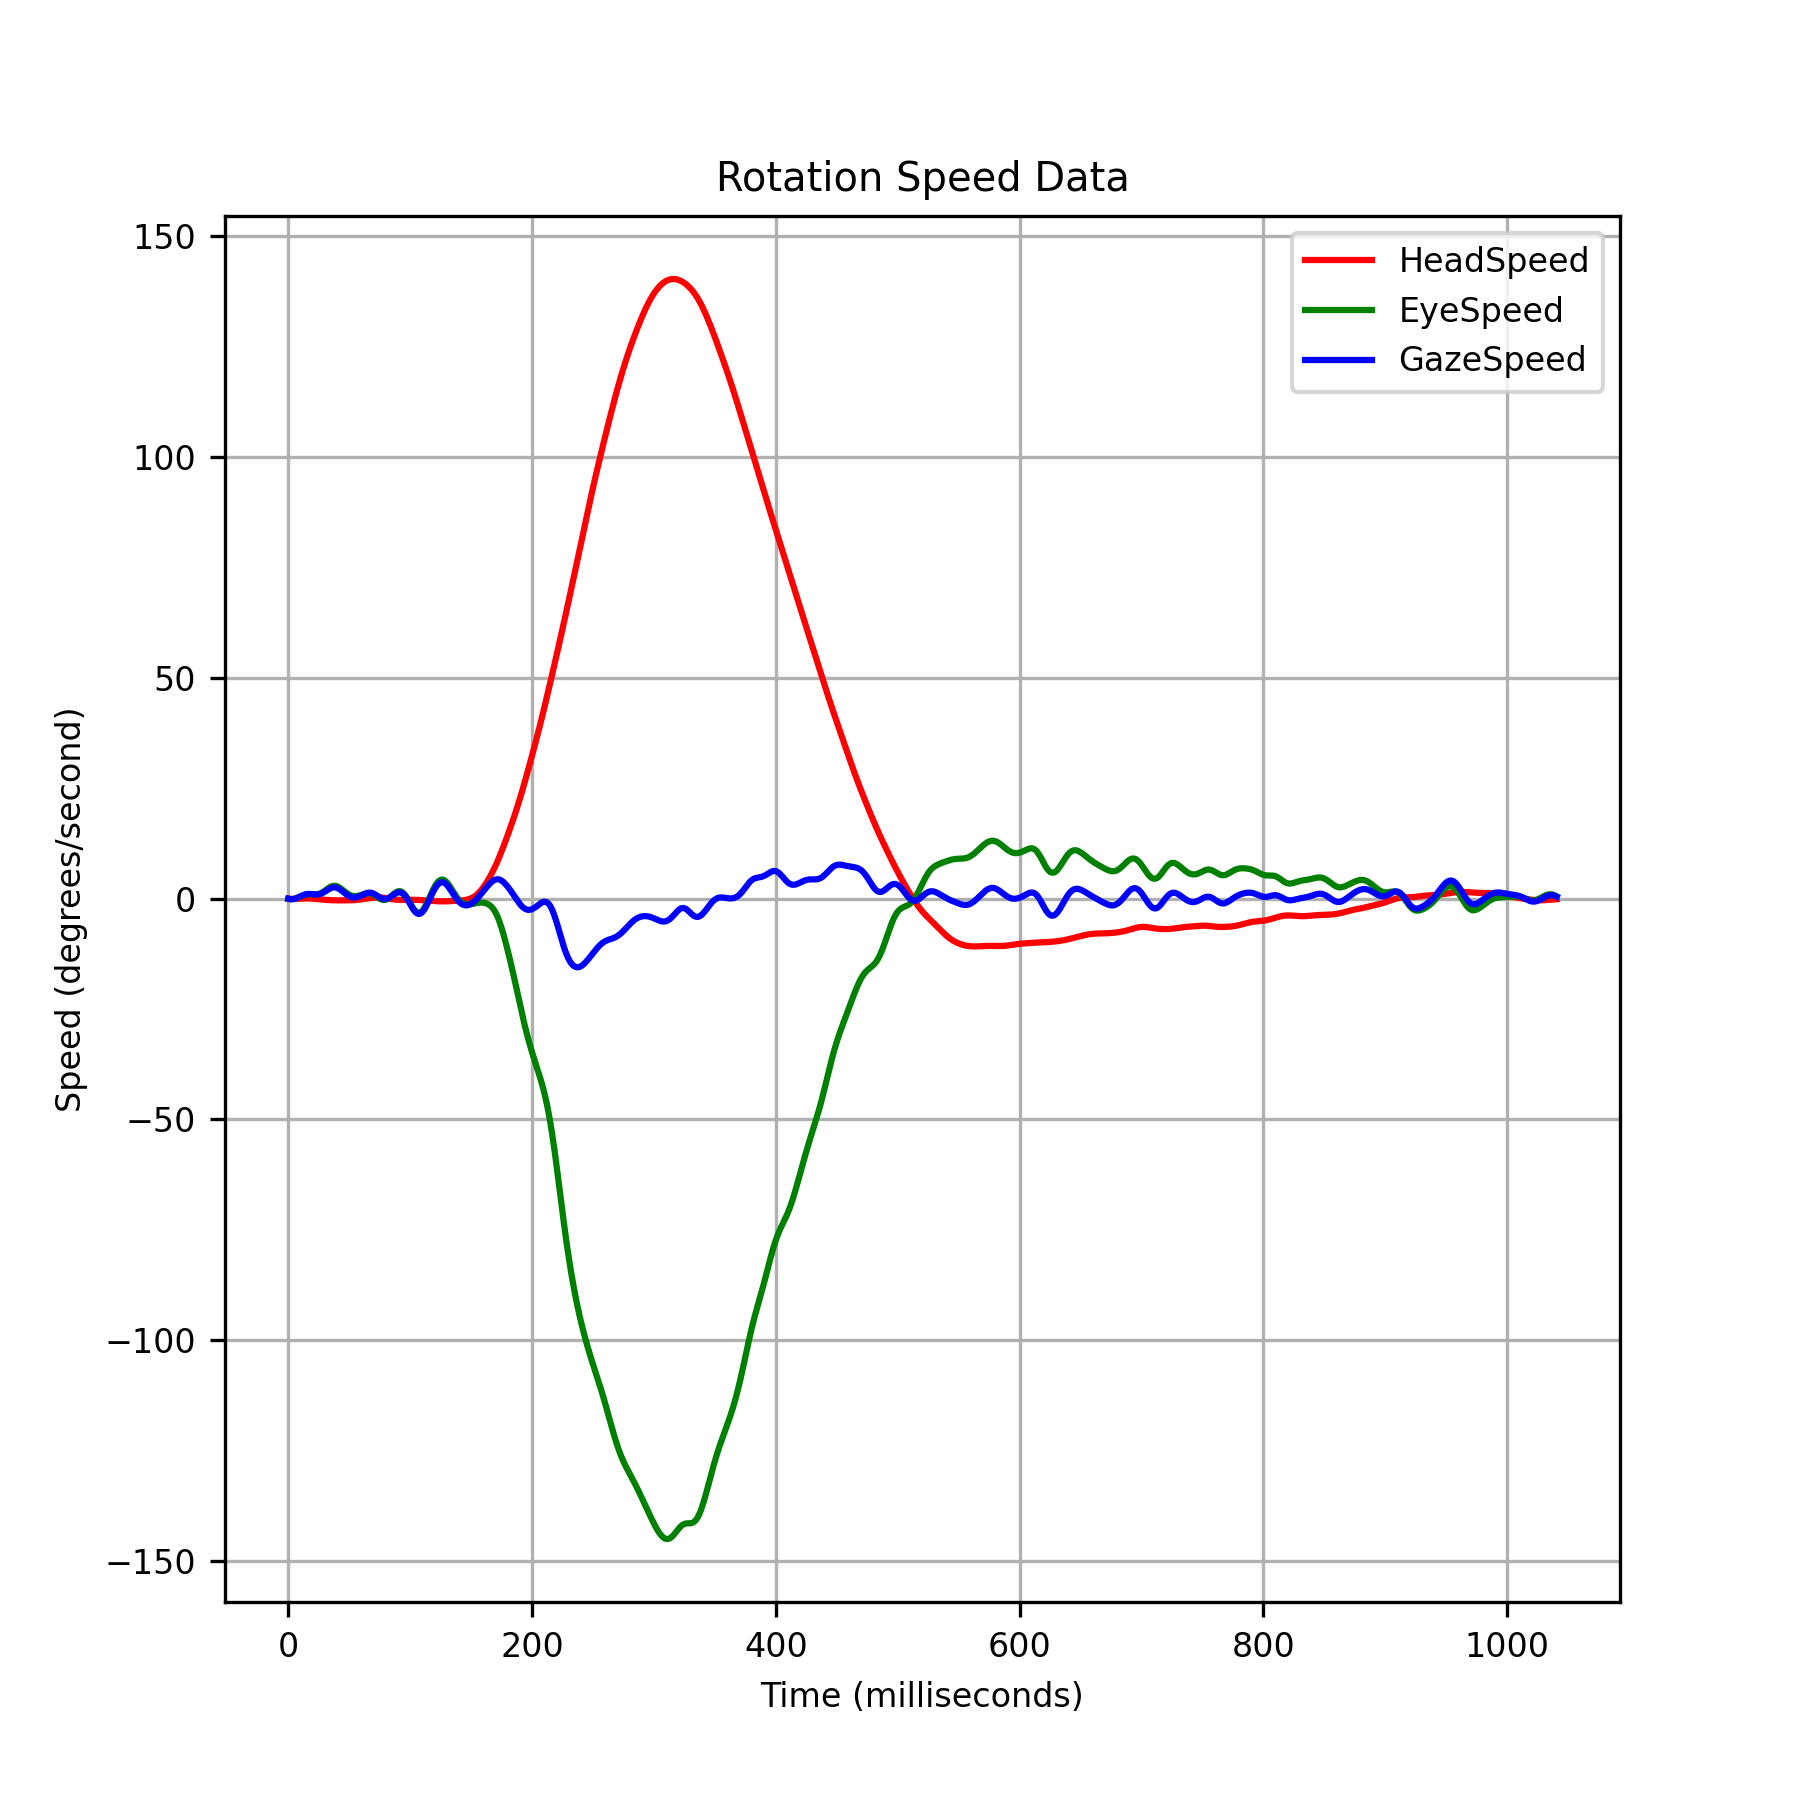 Rotation Speed Data
150
100
50
0
−50
−100
−150
Speed (degrees/second)
HeadSpeed
EyeSpeed
GazeSpeed
0 200 400 600 800 1000
Time (milliseconds)